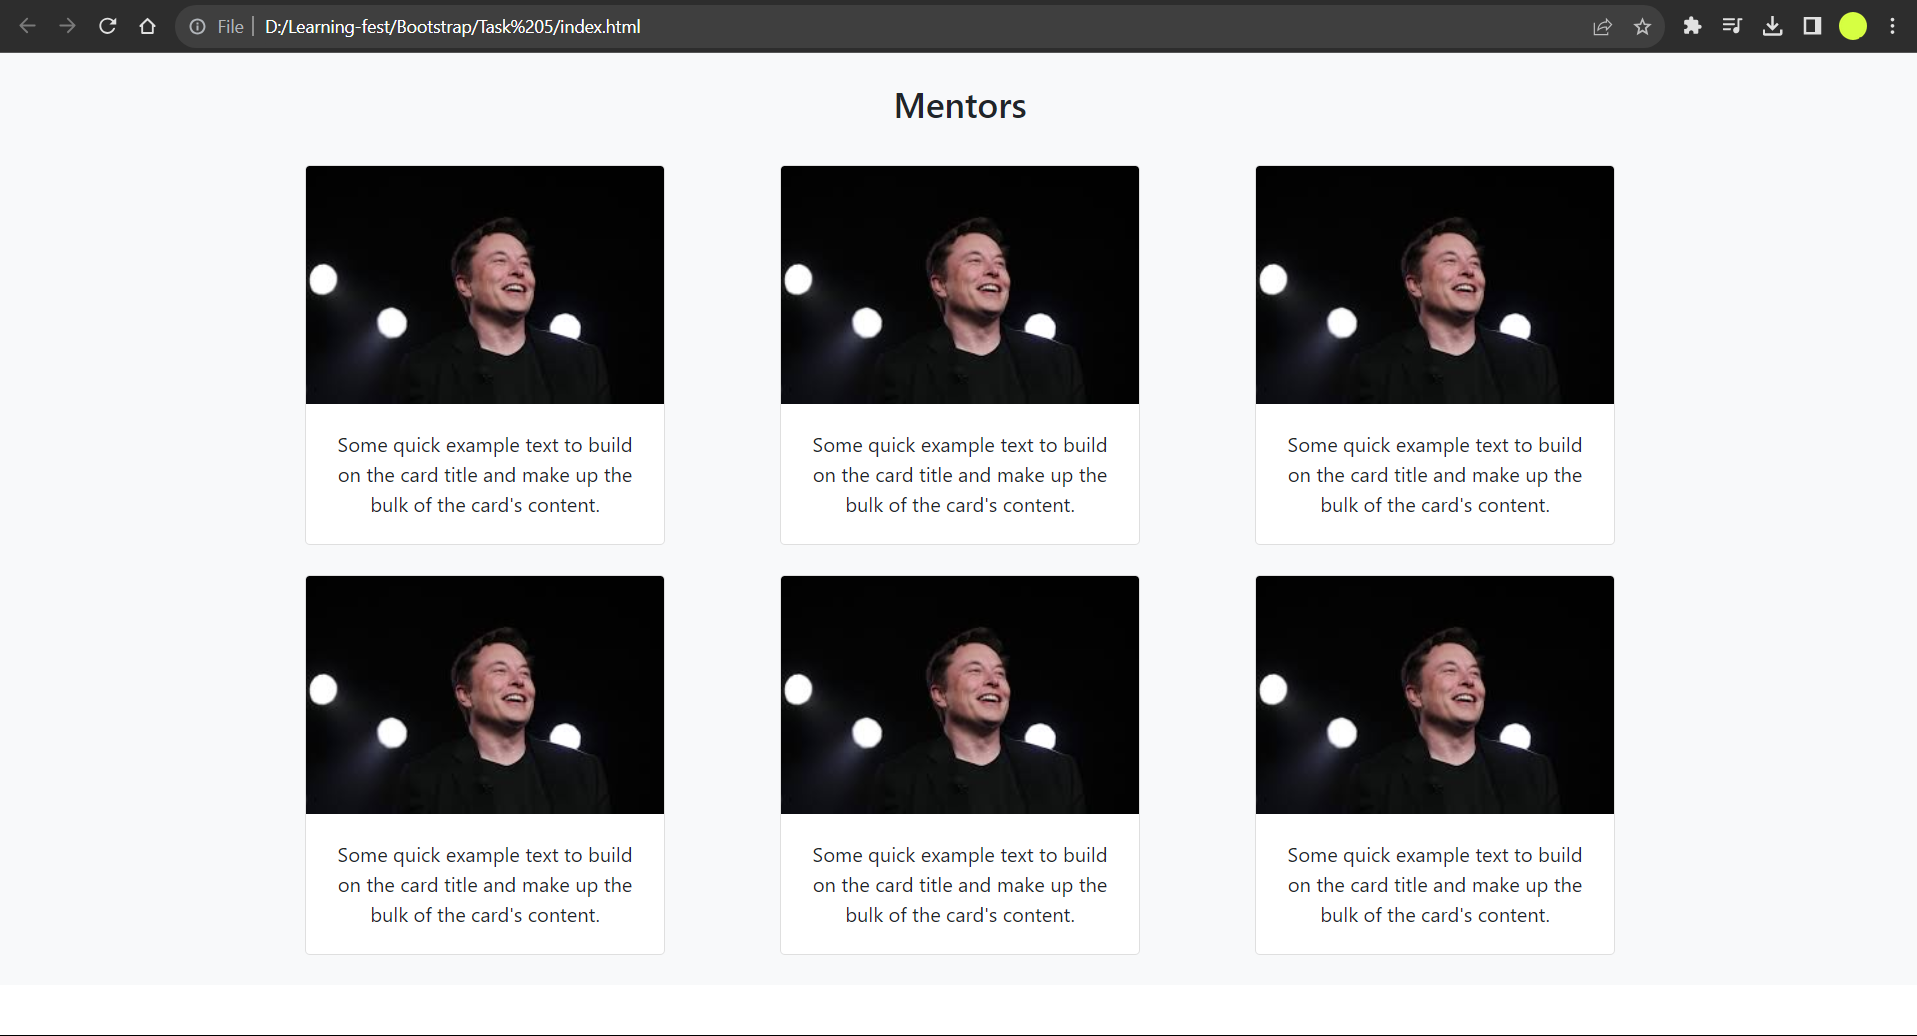 File | D:/Learning-fest/Bootstrap/Task%205/index.html
Mentors
Some quick example text to build
on the card title and make up the
bulk of the card's content.
Some quick example text to build
on the card title and make up the
bulk of the card's content.
Some quick example text to build
on the card title and make up the
bulk of the card's content.
Some quick example text to build
on the card title and make up the
bulk of the card's content.
Some quick example text to build
on the card title and make up the
bulk of the card's content.
Some quick example text to build
on the card title and make up the
bulk of the card's content.